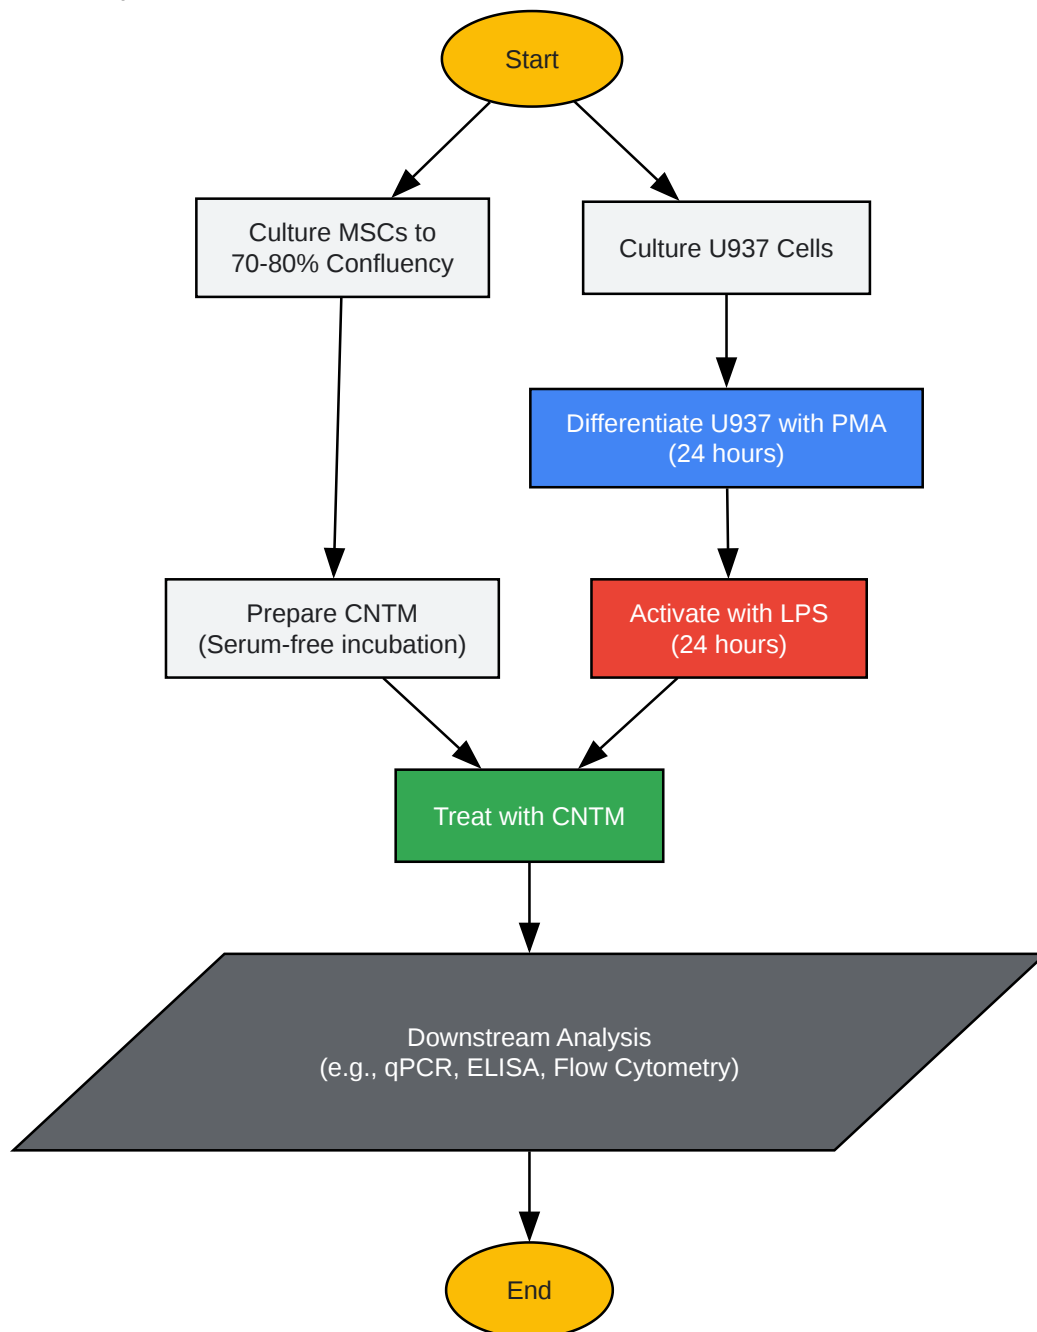 Start
Culture MSCs to
70-80% Confluency
Culture U937 Cells
Differentiate U937 with PMA
(24 hours)
Prepare CNTM
(Serum-free incubation)
Activate with LPS
(24 hours)
Treat with CNTM
Downstream Analysis
(e.g., qPCR, ELISA, Flow Cytometry)
End